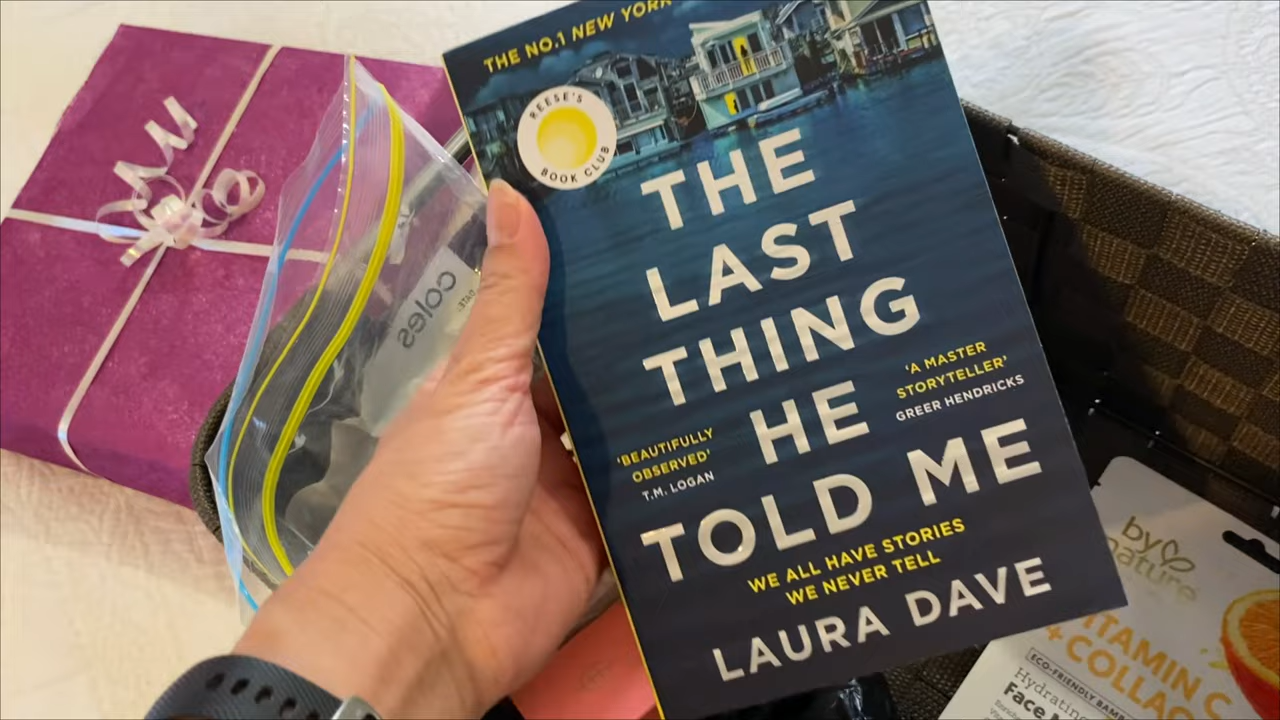 THE NO.1 NEW YORK
REESE'S
BOOK CLUB
THE
LAST
THING
HE
TOLD ME
'A MASTER
STORYTELLER'
GREER HENDRICKS
'BEAUTIFULLY
OBSERVED'
T.M. LOGAN
WE ALL HAVE STORIES
WE NEVER TELL
LAURA DAVE
coles
DATE:
by
nature
VITAMIN C
+ COLLAG
ECO-FRIENDLY BAM
Hydrating
Face M